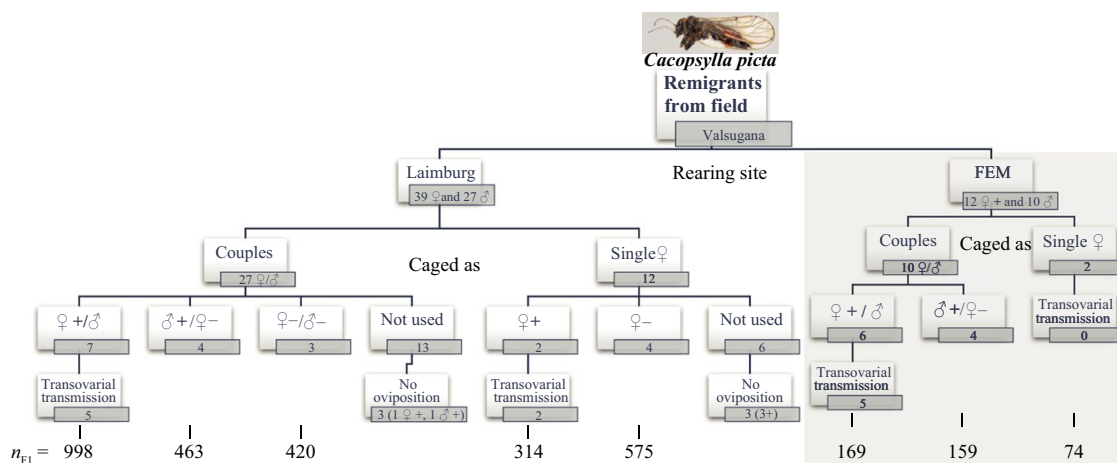 Cacopsylla picta
Remigrants
from field
Valsugana
Rearing site
Laimburg
39 ♀ and 27 ♂
FEM
12 ♀ + and 10 ♂
Couples
27 ♀/♂
Caged as
Single♀
12
Couples
10 ♀/♂
Caged as
Single ♀
2
♀ +/♂
7
♂+/♀–
4
♀–/♂–
3
Not used
13
♀+
2
♀–
4
Not used
6
♀ + / ♂
6
♂+/♀–
4
Transovarial
transmission
0
Transovarial
transmission
5
No
oviposition
3 (1 ♀ +, 1 ♂ +)
Transovarial
transmission
2
No
oviposition
3 (3+)
Transovarial
transmission
5
nF1 = 998 463 420 314 575 169 159 74